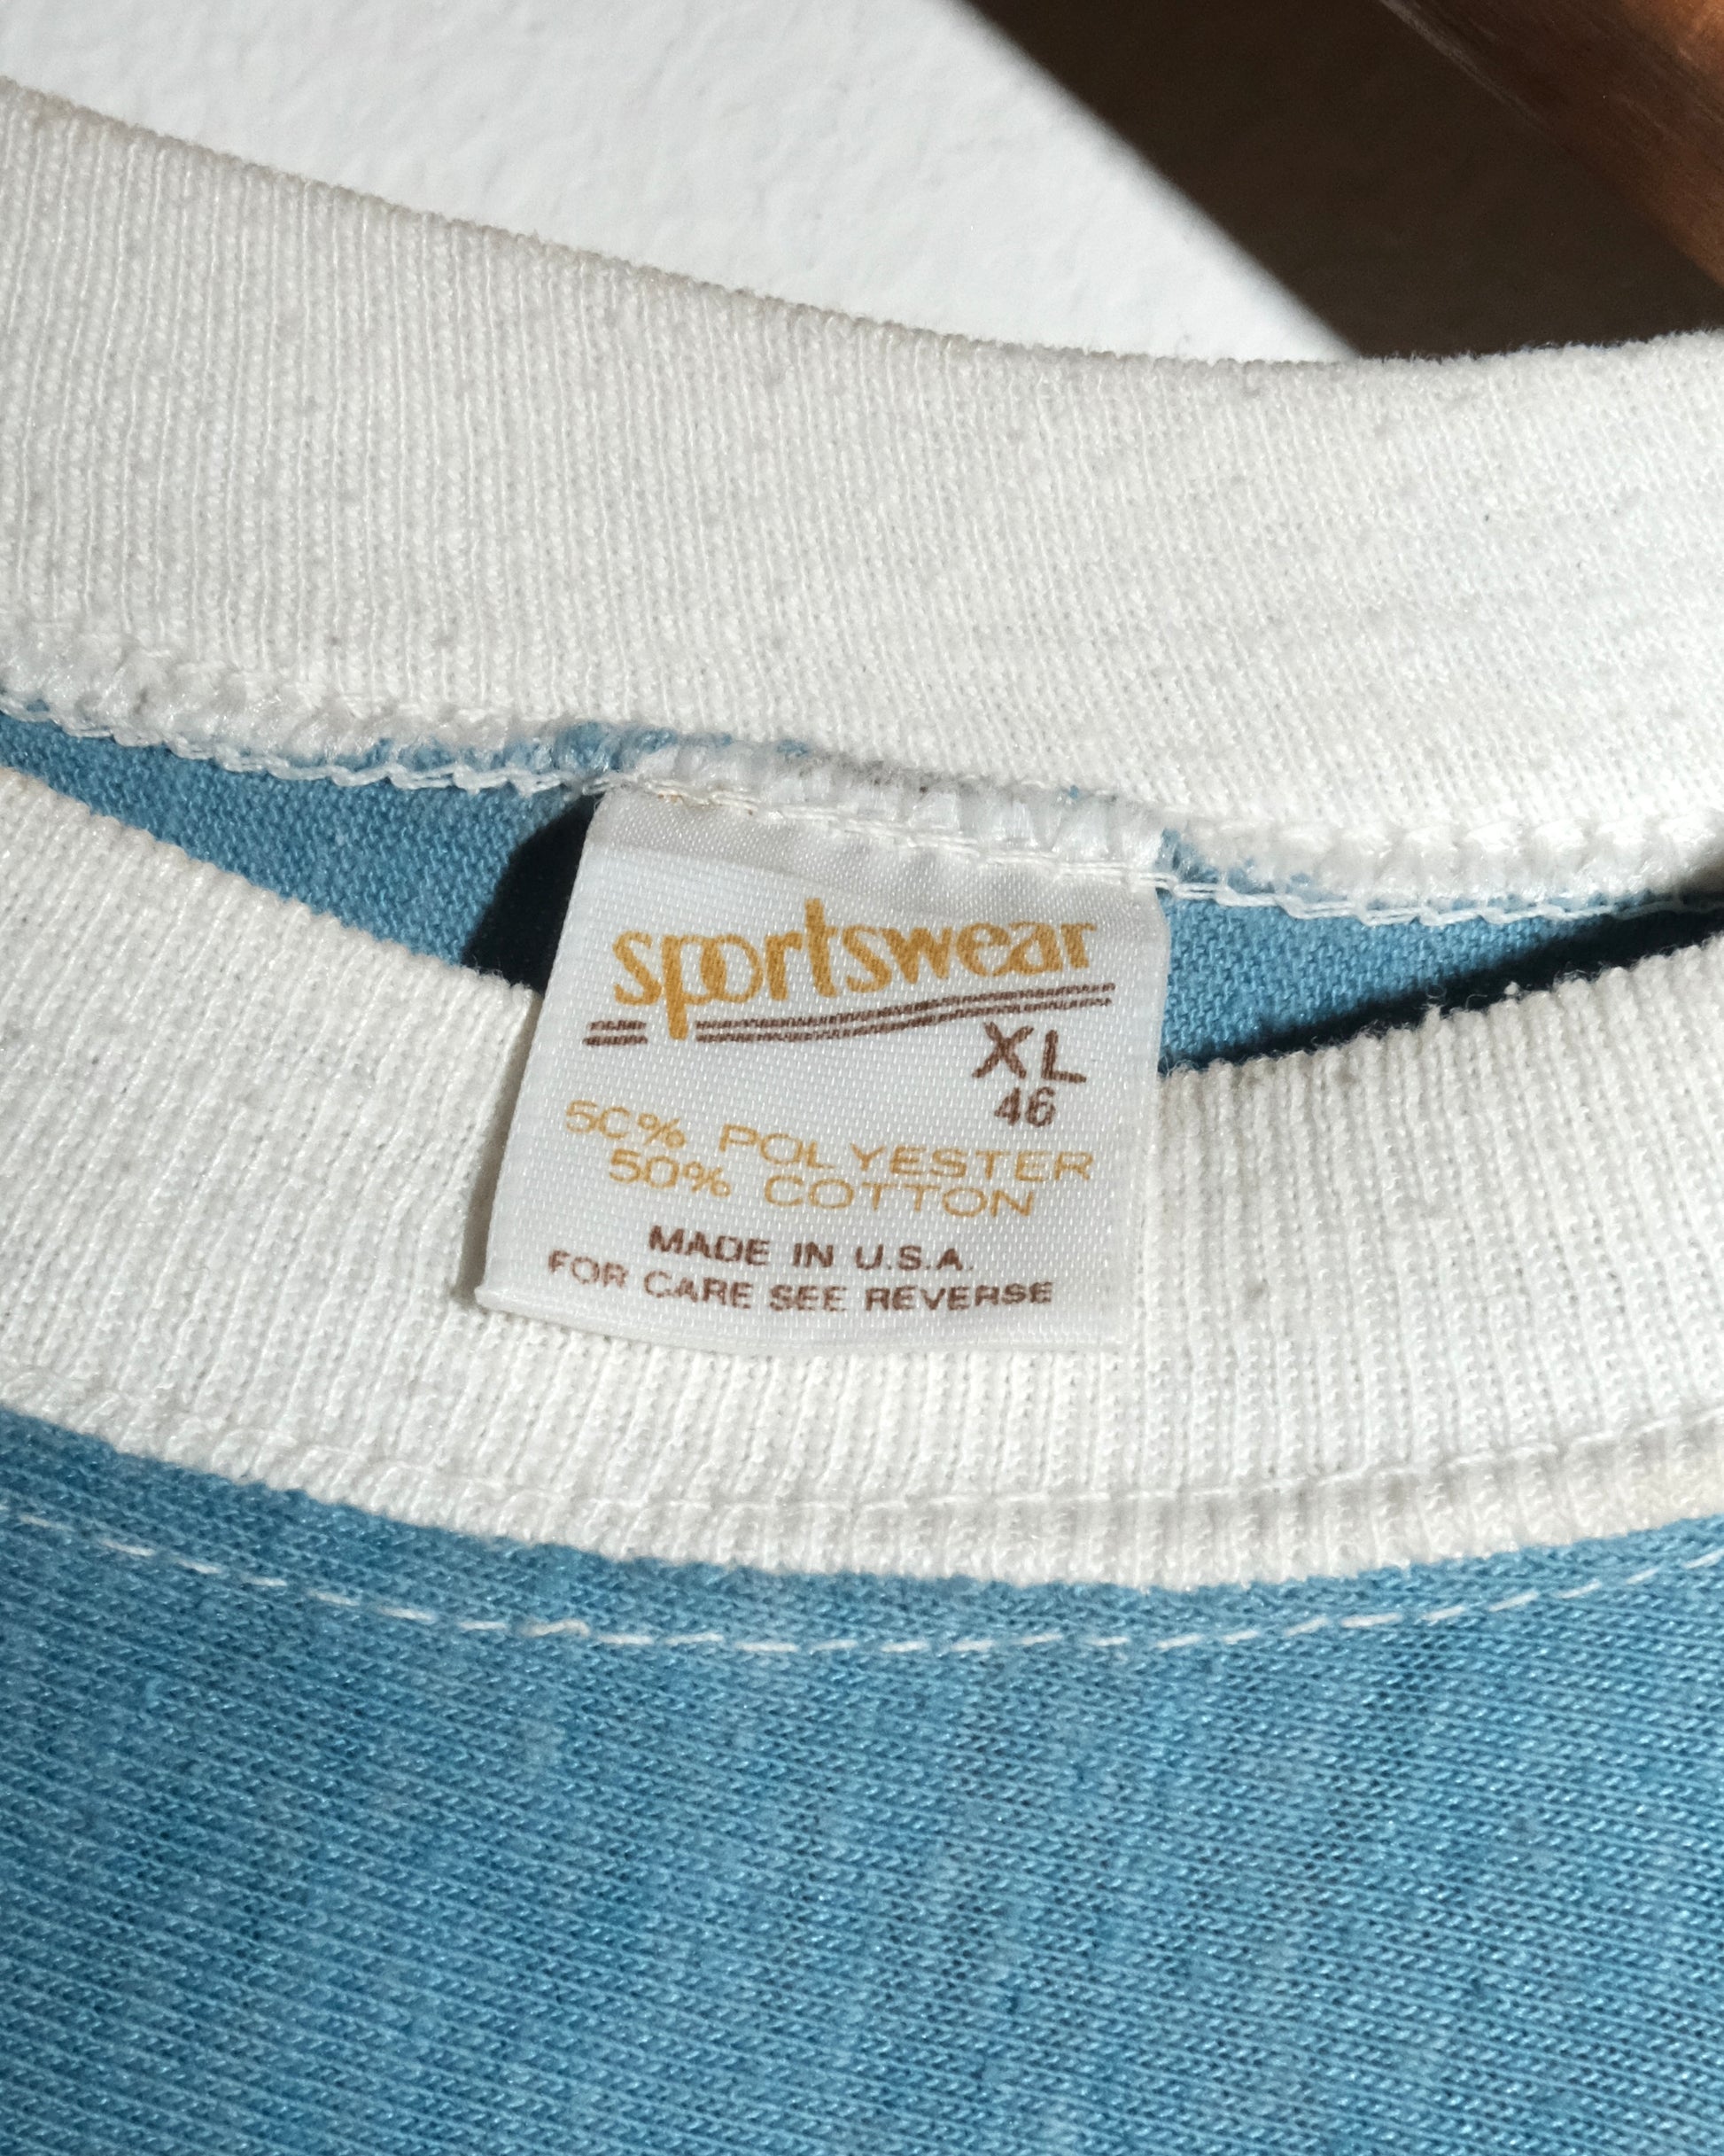 sportswear
XL
46
50% POLYESTER
50% COTTON
MADE IN U.S.A.
FOR CARE SEE REVERSE